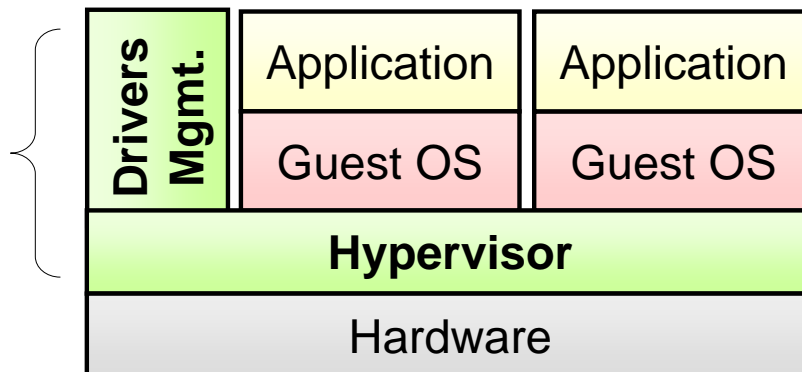 Drivers
Mgmt.
Application
Application
Guest OS
Guest OS
Hypervisor
Hardware